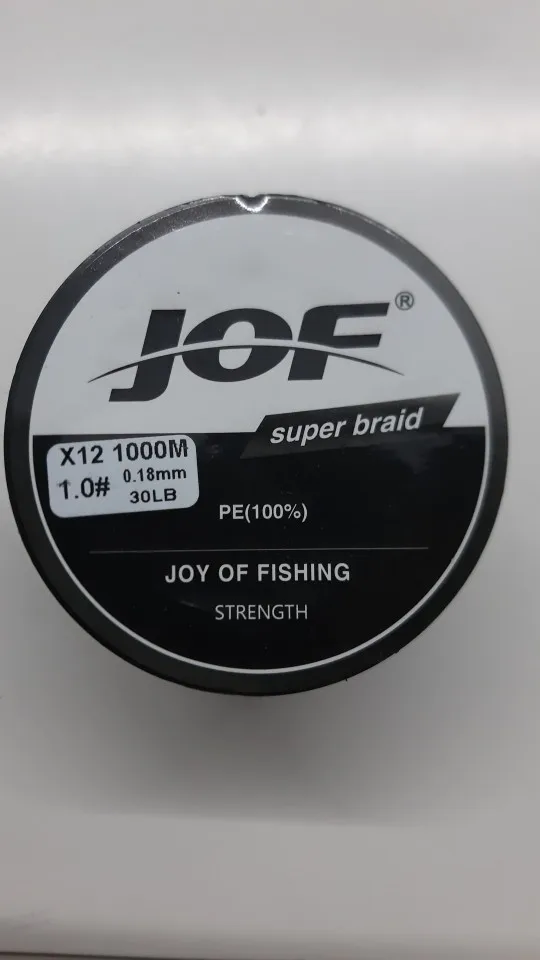 JOF®
super braid
X12 1000M
1.0# 0.18mm
30LB
PE(100%)
JOY OF FISHING
STRENGTH